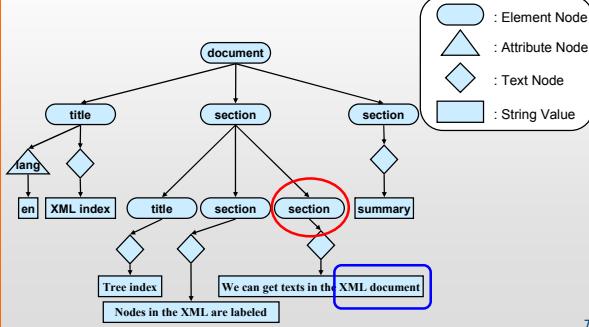 : Element Node
: Attribute Node
: Text Node
: String Value
document
title
section
section
lang
en
XML index
title
section
section
summary
Tree index
We can get texts in the XML document
Nodes in the XML are labeled
7